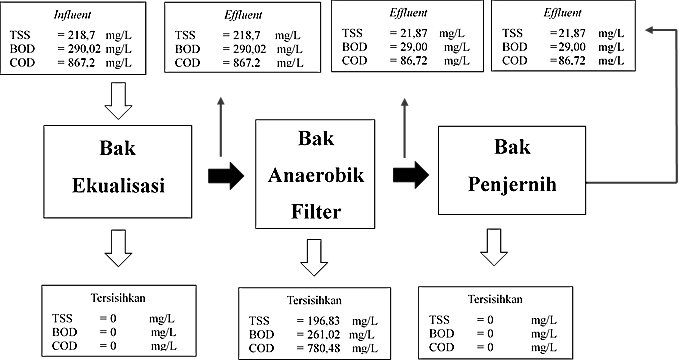 Influent
TSS = 218,7 mg/L
BOD = 290,02 mg/L
COD = 867,2 mg/L
Effluent
TSS = 218,7 mg/L
BOD = 290,02 mg/L
COD = 867,2 mg/L
Effluent
TSS = 21,87 mg/L
BOD = 29,00 mg/L
COD = 86,72 mg/L
Effluent
TSS = 21,87 mg/L
BOD = 29,00 mg/L
COD = 86,72 mg/L
Bak
Ekualisasi
Bak
Anaerobik
Filter
Bak
Penjernih
Tersisihkan
TSS = 0 mg/L
BOD = 0 mg/L
COD = 0 mg/L
Tersisihkan
TSS = 196,83 mg/L
BOD = 261,02 mg/L
COD = 780,48 mg/L
Tersisihkan
TSS = 0 mg/L
BOD = 0 mg/L
COD = 0 mg/L